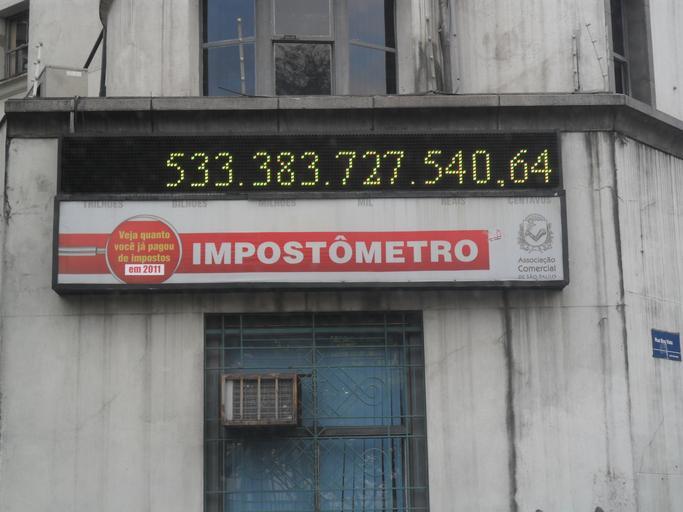 533.383.727.540,64
TRILHÕES BILHÕES MILHÕES MIL REAIS CENTAVOS
Veja quanto
você já pagou
de impostos
em 2011
IMPOSTÔMETRO
Associação
Comercial
DE SÃO PAULO